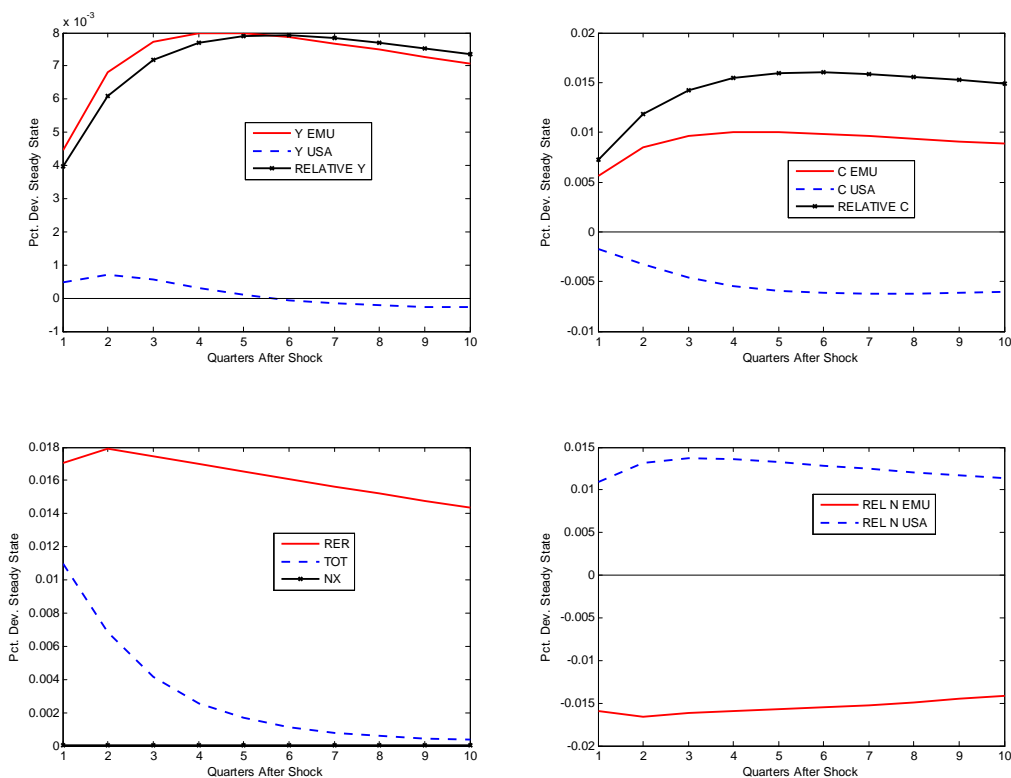 x 10⁻³
8
7
6
5
4
3
2
1
0
-1
Pct. Dev. Steady State
Y EMU
Y USA
RELATIVE Y
1 2 3 4 5 6 7 8 9 10
Quarters After Shock
0.02
0.015
0.01
0.005
0
-0.005
-0.01
Pct. Dev. Steady State
C EMU
C USA
RELATIVE C
1 2 3 4 5 6 7 8 9 10
Quarters After Shock
0.018
0.016
0.014
0.012
0.01
0.008
0.006
0.004
0.002
0
Pct. Dev. Steady State
RER
TOT
NX
1 2 3 4 5 6 7 8 9 10
Quarters After Shock
0.015
0.01
0.005
0
-0.005
-0.01
-0.015
-0.02
Pct. Dev. Steady State
REL N EMU
REL N USA
1 2 3 4 5 6 7 8 9 10
Quarters After Shock